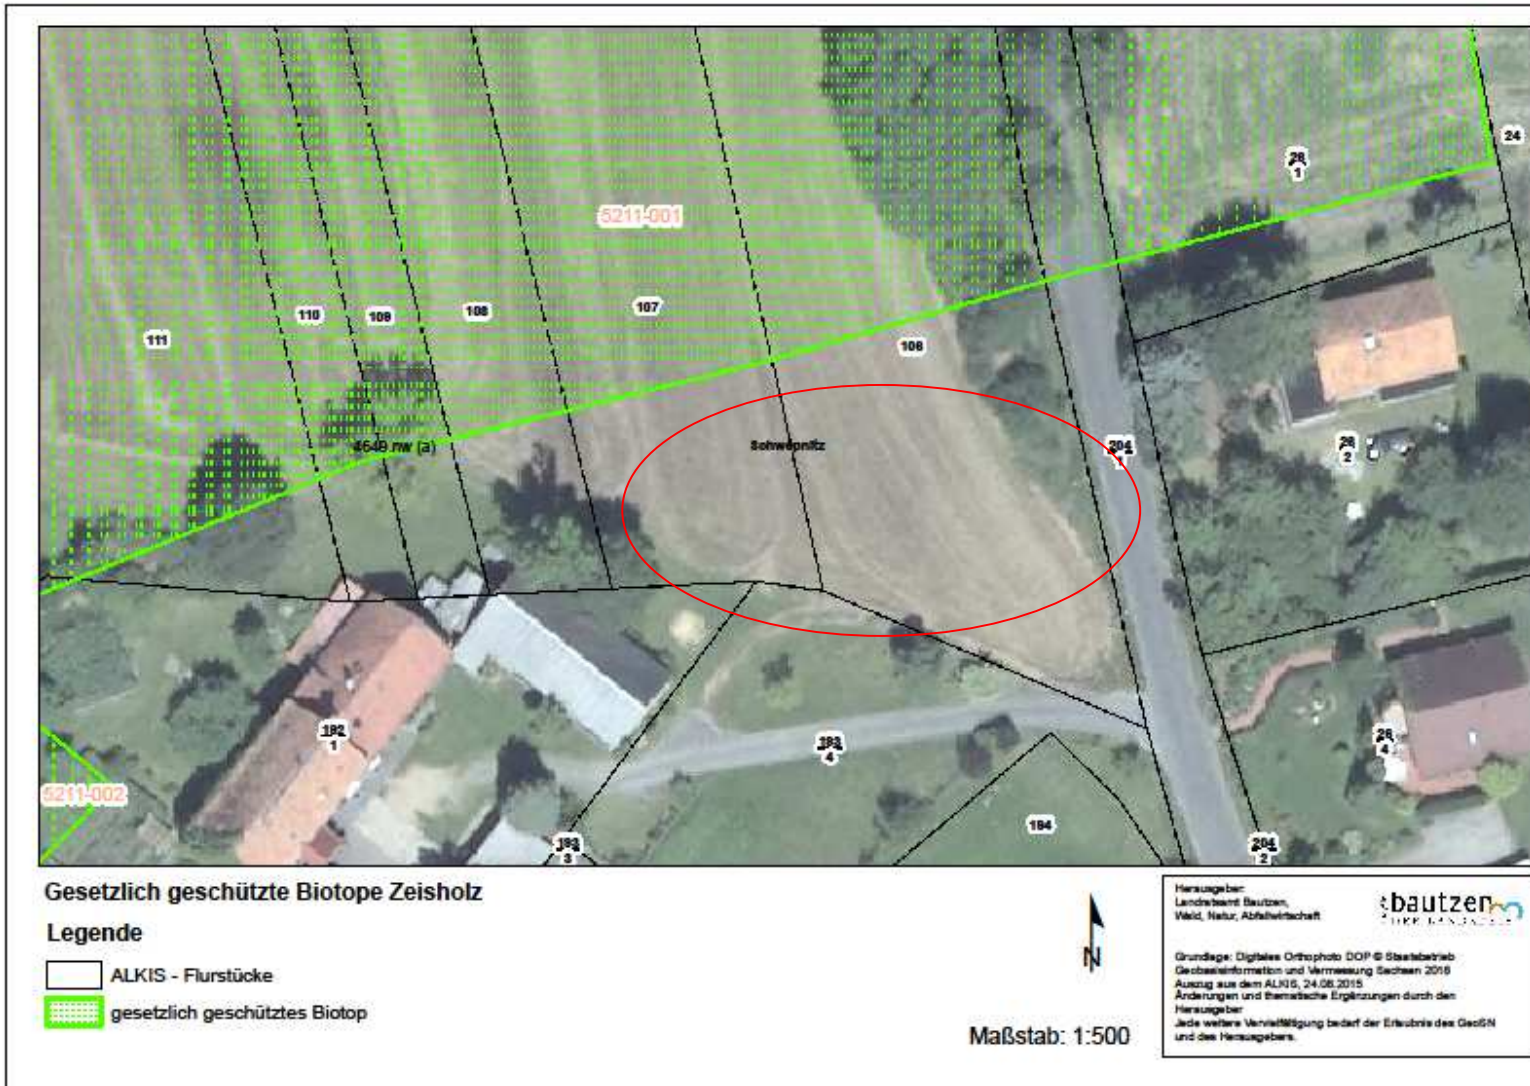 24
28
1
5211-001
110
109
108
107
111
106
4649 nw (a)
Schwepnitz
204
1
28
2
192
1
193
4
28
4
5211-002
194
193
3
204
2
Gesetzlich geschützte Biotope Zeisholz
Legende
ALKIS - Flurstücke
gesetzlich geschütztes Biotop
N
Maßstab: 1:500
Herausgeber:
Landratsamt Bautzen,
Wald, Natur, Abfallwirtschaft
bautzen
Grundlage: Digitales Orthophoto DOP © Staatsbetrieb
Geobasisinformation und Vermessung Sachsen 2016
Auszug aus dem ALKIS, 24.08.2015
Änderungen und thematische Ergänzungen durch den
Herausgeber
Jede weitere Vervielfältigung bedarf der Erlaubnis des GeoSN
und des Herausgebers.